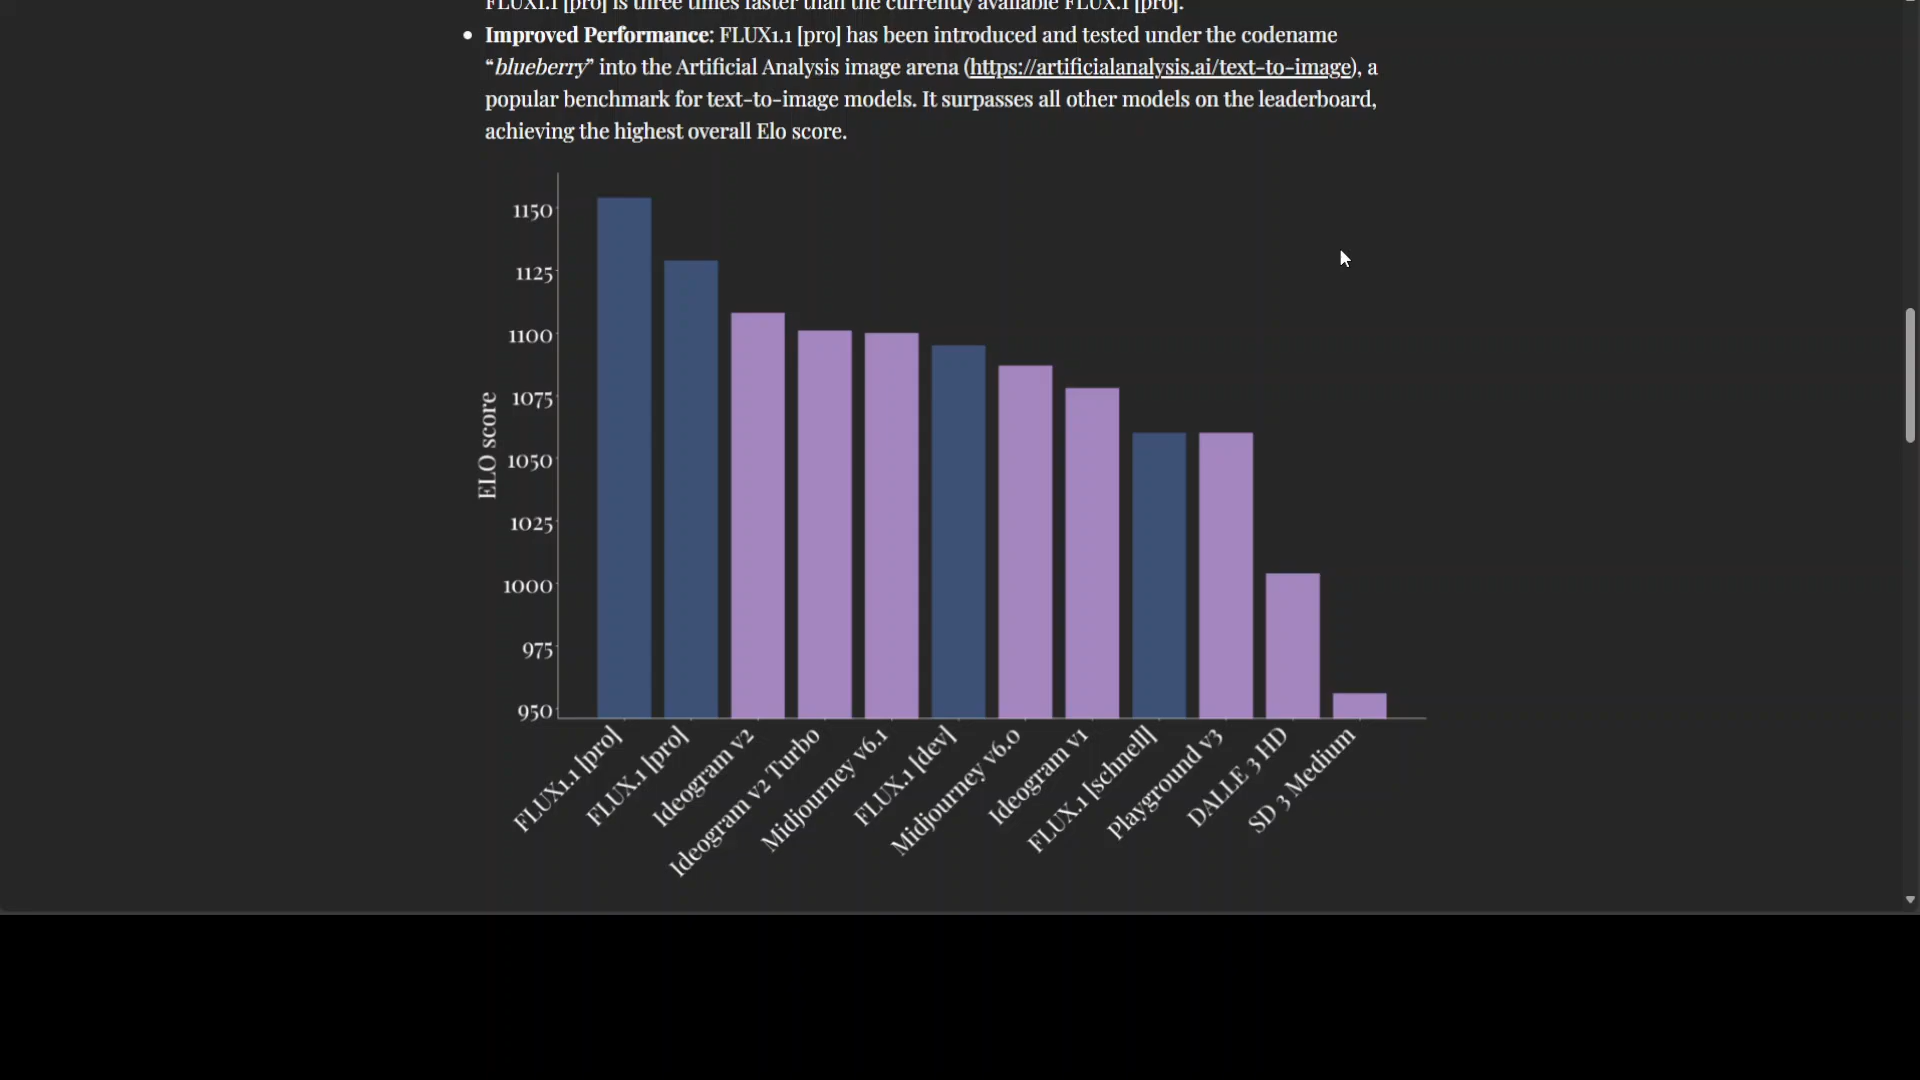 FLUX1.1 [pro] is three times faster than the currently available FLUX.1 [pro].
• Improved Performance: FLUX1.1 [pro] has been introduced and tested under the codename
“blueberry” into the Artificial Analysis image arena (https://artificialanalysis.ai/text-to-image), a
popular benchmark for text-to-image models. It surpasses all other models on the leaderboard,
achieving the highest overall Elo score.
1150
1125
1100
1075
1050
1025
1000
975
950
ELO score
FLUX1.1 [pro]
FLUX.1 [pro]
Ideogram v2
Ideogram v2 Turbo
Midjourney v6.1
FLUX.1 [dev]
Midjourney v6.0
Ideogram v1
FLUX.1 [schnell]
Playground v3
DALLE 3 HD
SD 3 Medium